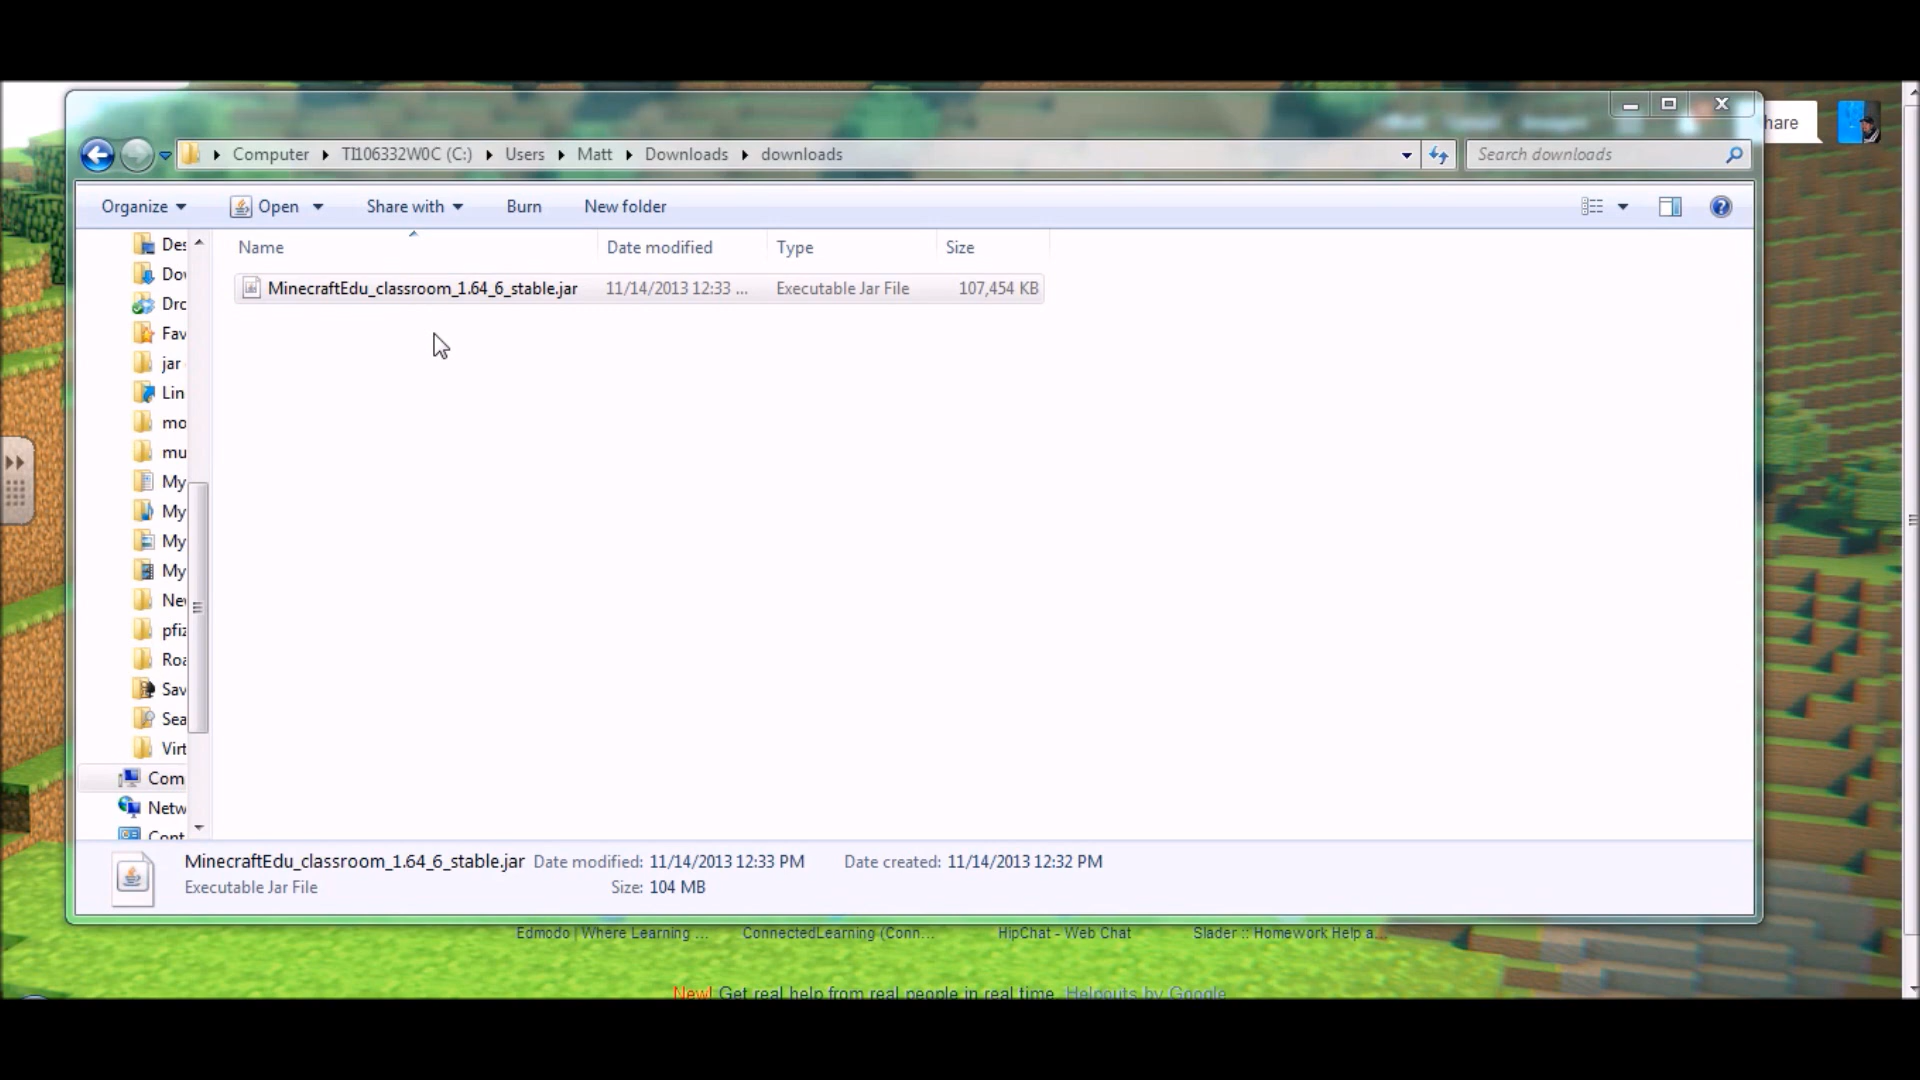 hare
Computer TI106332W0C (C:) Users Matt Downloads downloads
Search downloads
Organize Open Share with Burn New folder
Name Date modified Type Size
MinecraftEdu_classroom_1.64_6_stable.jar 11/14/2013 12:33 ... Executable Jar File 107,454 KB
Des
Dov
Dro
Fav
jar
Lin
mo
mu
My
My
My
My
Nev
pfiz
Roa
Sav
Sea
Virt
Com
Netw
Cont
MinecraftEdu_classroom_1.64_6_stable.jar Date modified: 11/14/2013 12:33 PM Date created: 11/14/2013 12:32 PM
Executable Jar File Size: 104 MB
Edmodo | Where Learning ... ConnectedLearning (Conn... HipChat - Web Chat Slader :: Homework Help a...
New! Get real help from real people in real time. Helpouts by Google